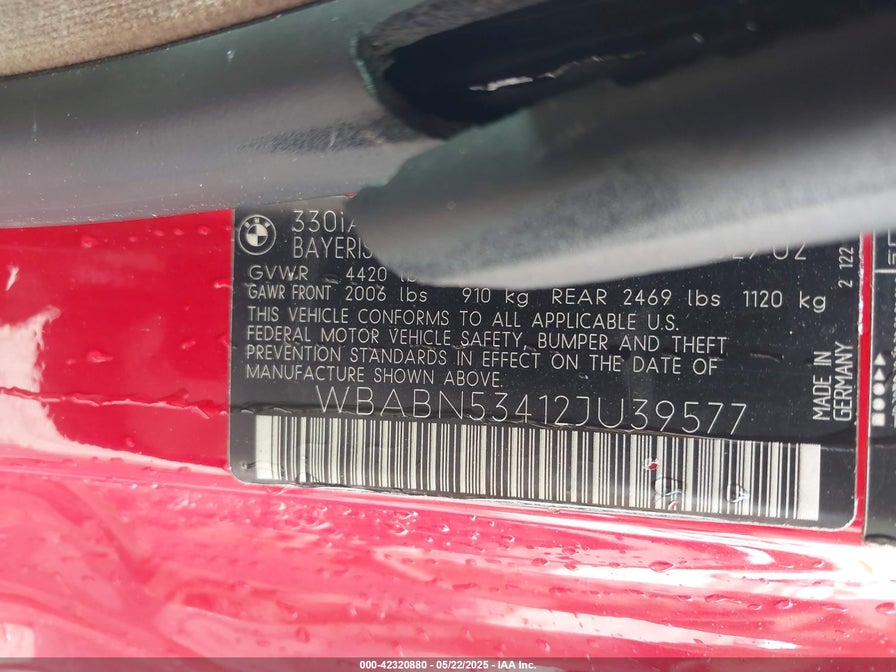 BMW
330iA
BAYERIS
GVWR 4420
GAWR FRONT 2006 lbs 910 kg REAR 2469 lbs 1120 kg
THIS VEHICLE CONFORMS TO ALL APPLICABLE U.S.
FEDERAL MOTOR VEHICLE SAFETY, BUMPER AND THEFT
PREVENTION STANDARDS IN EFFECT ON THE DATE OF
MANUFACTURE SHOWN ABOVE.
WBABN53412JU39577
MADE IN
GERMANY
2 122
000-42320880 - 05/22/2025 - IAA Inc.